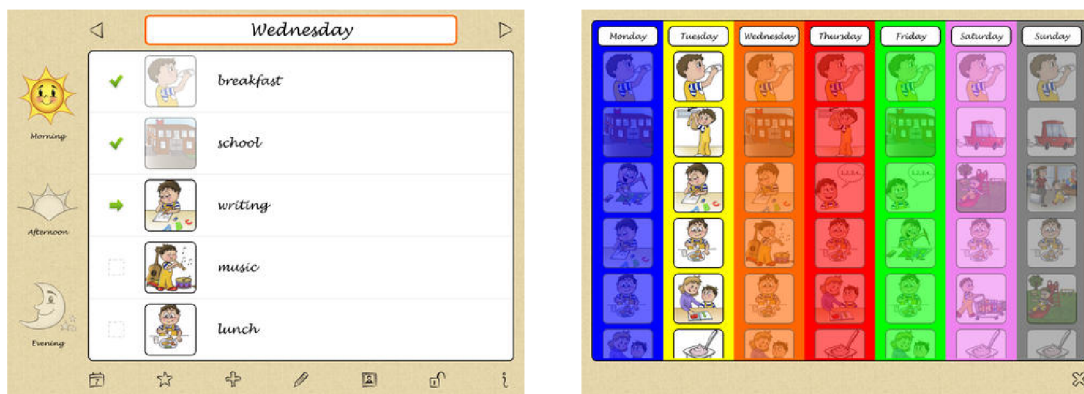 Wednesday
breakfast
school
writing
music
lunch
Morning
Afternoon
Evening
Monday Tuesday Wednesday Thursday Friday Saturday Sunday